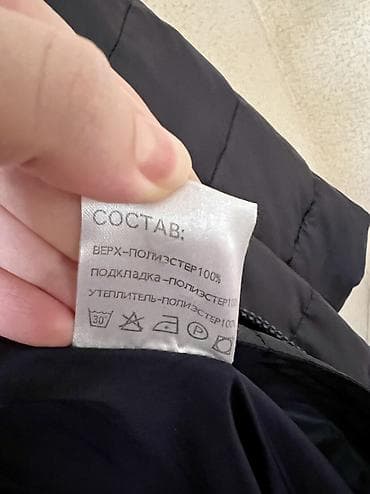 СОСТАВ:
ВЕРХ-ПОЛИЭСТЕР100%
ПОДКЛАДКА-ПОЛИЭСТЕР100%
УТЕПЛИТЕЛЬ-ПОЛИЭСТЕР100%
30° P